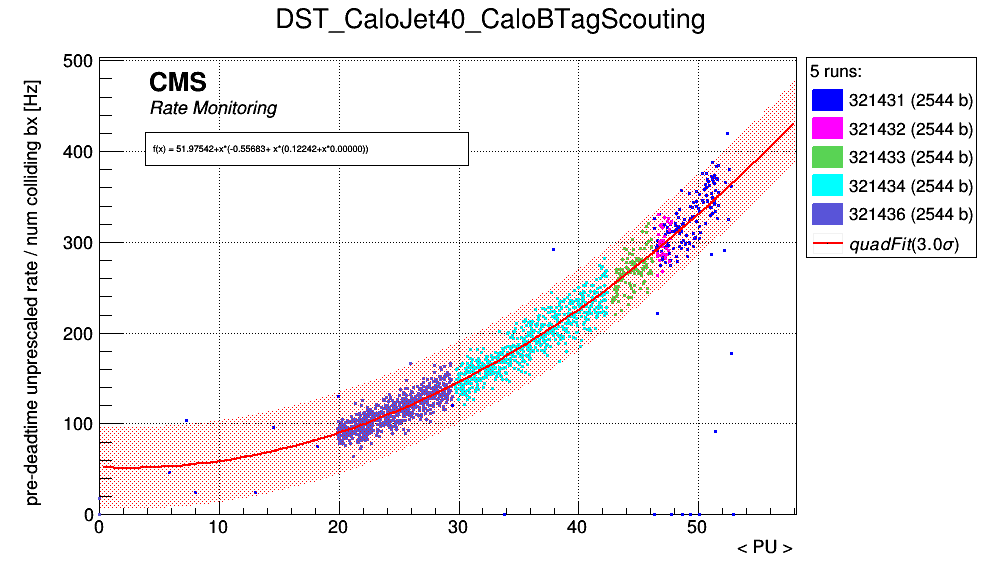 DST_CaloJet40_CaloBTagScouting
pre-deadtime unprescaled rate / num colliding bx [Hz]
500
400
300
200
100
0
CMS
Rate Monitoring
f(x) = 51.97542+x*(-0.55683+ x*(0.12242+x*0.00000))
0
10
20
30
40
50
< PU >
5 runs:
321431 (2544 b)
321432 (2544 b)
321433 (2544 b)
321434 (2544 b)
321436 (2544 b)
quadFit(3.0σ)